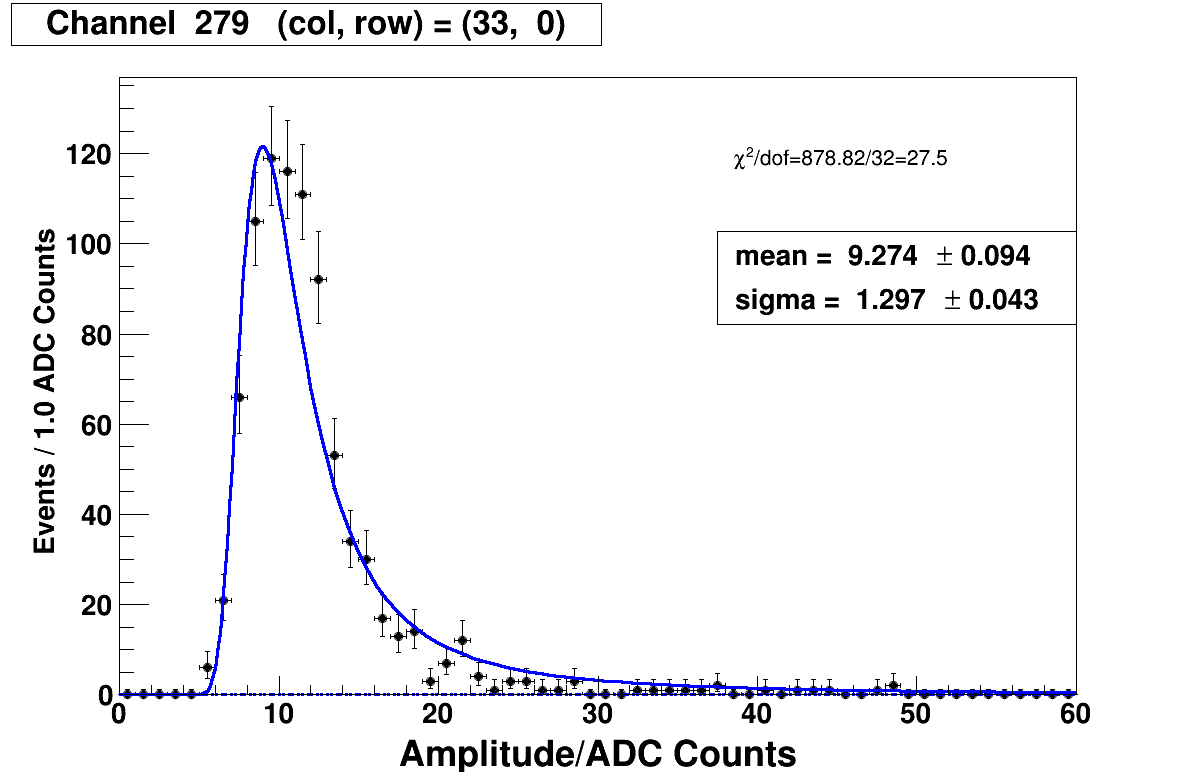 Channel 279 (col, row) = (33, 0)
χ²/dof=878.82/32=27.5
mean = 9.274 ± 0.094
sigma = 1.297 ± 0.043
Events / 1.0 ADC Counts
120
100
80
60
40
20
0
0 10 20 30 40 50 60
Amplitude/ADC Counts